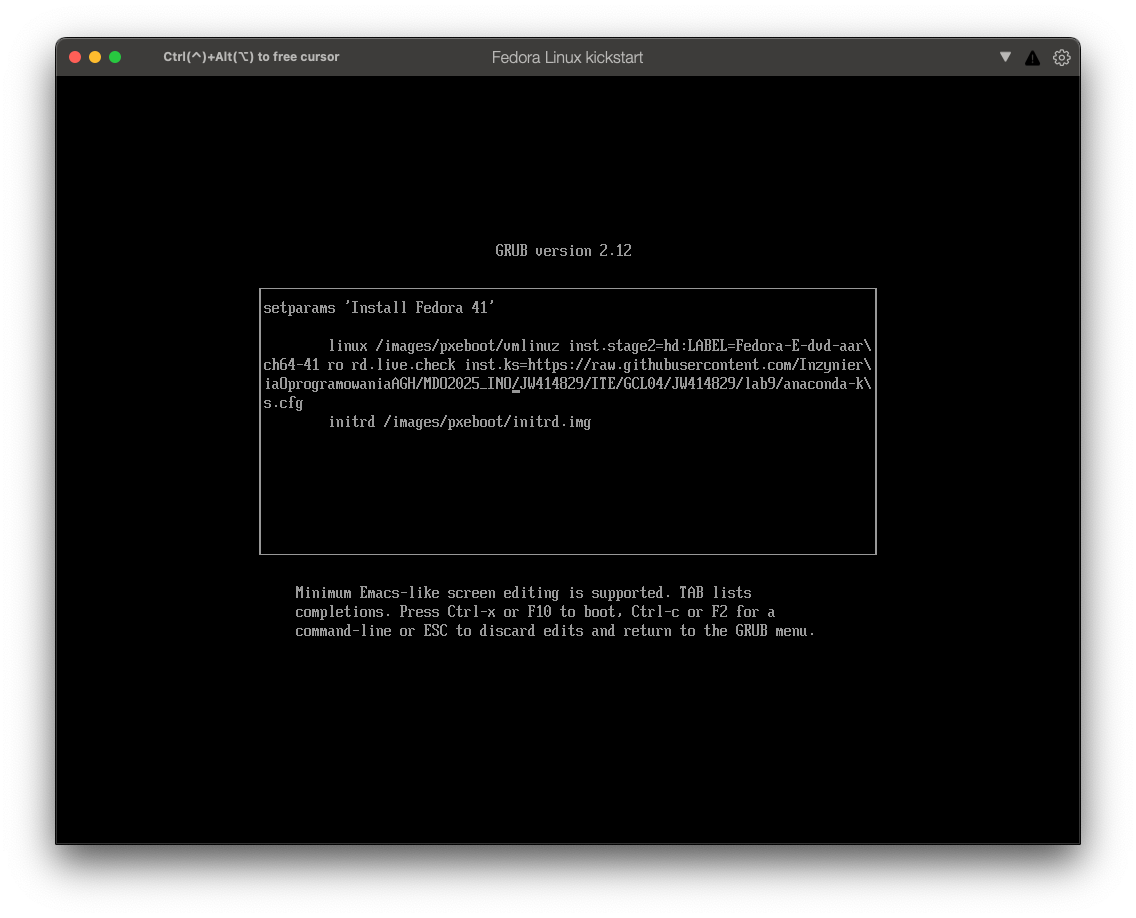 Ctrl(^)+Alt(⌥) to free cursor
Fedora Linux kickstart
GRUB version 2.12
setparams 'Install Fedora 41'
linux /images/pxeboot/vmlinuz inst.stage2=hd:LABEL=Fedora-E-dvd-aar\
ch64-41 ro rd.live.check inst.ks=https://raw.githubusercontent.com/Inzynier\
iaOprogramowaniaAGH/MDO2025_INO/JW414829/ITE/GCL04/JW414829/lab9/anaconda-k\
s.cfg
initrd /images/pxeboot/initrd.img
Minimum Emacs-like screen editing is supported. TAB lists
completions. Press Ctrl-x or F10 to boot, Ctrl-c or F2 for a
command-line or ESC to discard edits and return to the GRUB menu.